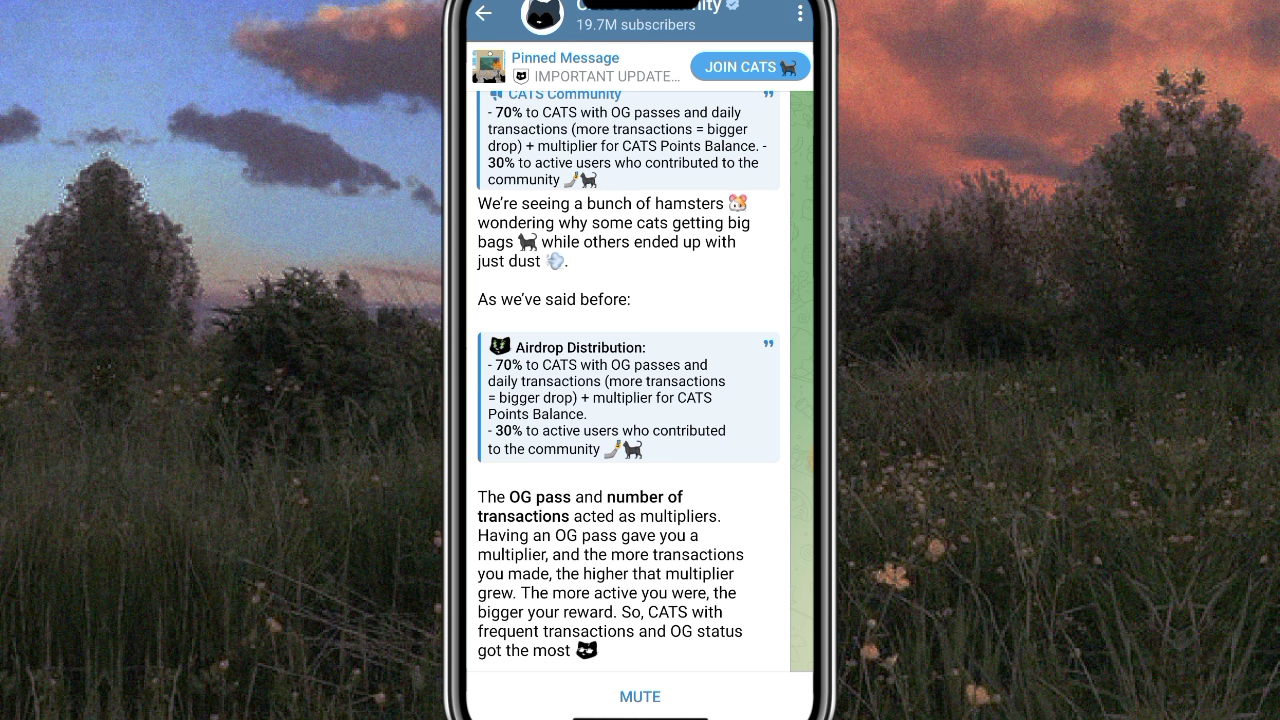 19.7M subscribers
Pinned Message
IMPORTANT UPDATE...
JOIN CATS 🐈‍⬛
CATS Community
- 70% to CATS with OG passes and daily
transactions (more transactions = bigger
drop) + multiplier for CATS Points Balance. -
30% to active users who contributed to the
community 🤳🐈‍⬛
We’re seeing a bunch of hamsters 🐹
wondering why some cats getting big
bags 🐈‍⬛ while others ended up with
just dust 💨.
As we’ve said before:
Airdrop Distribution:
- 70% to CATS with OG passes and
daily transactions (more transactions
= bigger drop) + multiplier for CATS
Points Balance.
- 30% to active users who contributed
to the community 🤳🐈‍⬛
The OG pass and number of
transactions acted as multipliers.
Having an OG pass gave you a
multiplier, and the more transactions
you made, the higher that multiplier
grew. The more active you were, the
bigger your reward. So, CATS with
frequent transactions and OG status
got the most
MUTE